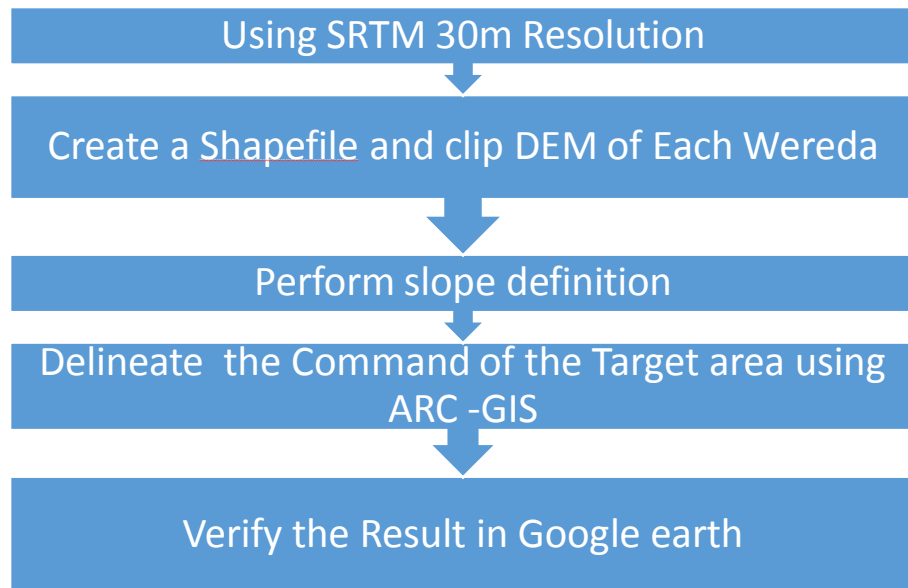 Using SRTM 30m Resolution
Create a Shapefile and clip DEM of Each Wereda
Perform slope definition
Delineate  the Command of the Target area using
ARC -GIS
Verify the Result in Google earth